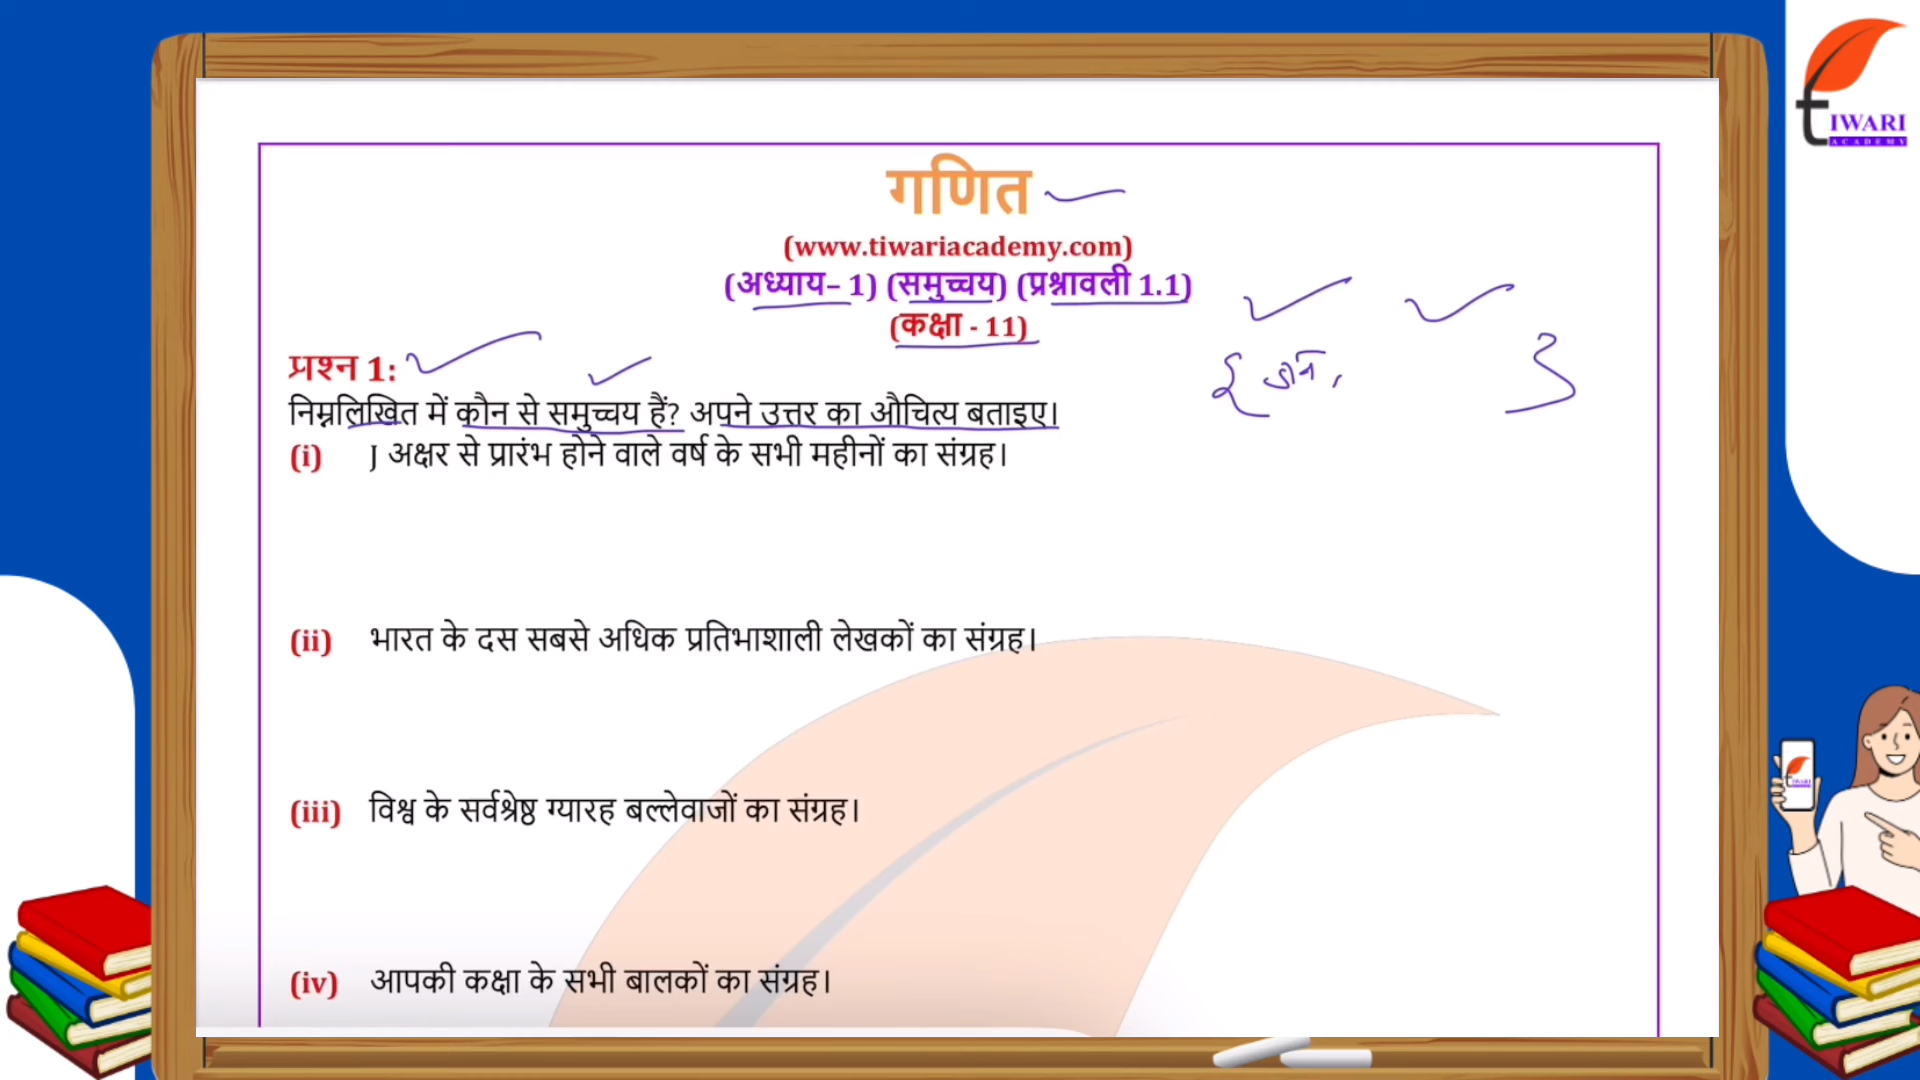 गणित
(www.tiwariacademy.com)
(अध्याय– 1) (समुच्चय) (प्रश्नावली 1.1)
(कक्षा - 11)
प्रश्न 1:
निम्नलिखित में कौन से समुच्चय हैं? अपने उत्तर का औचित्य बताइए।
(i) J अक्षर से प्रारंभ होने वाले वर्ष के सभी महीनों का संग्रह।
(ii) भारत के दस सबसे अधिक प्रतिभाशाली लेखकों का संग्रह।
(iii) विश्व के सर्वश्रेष्ठ ग्यारह बल्लेवाजों का संग्रह।
(iv) आपकी कक्षा के सभी बालकों का संग्रह।
TIWARI
ACADEMY